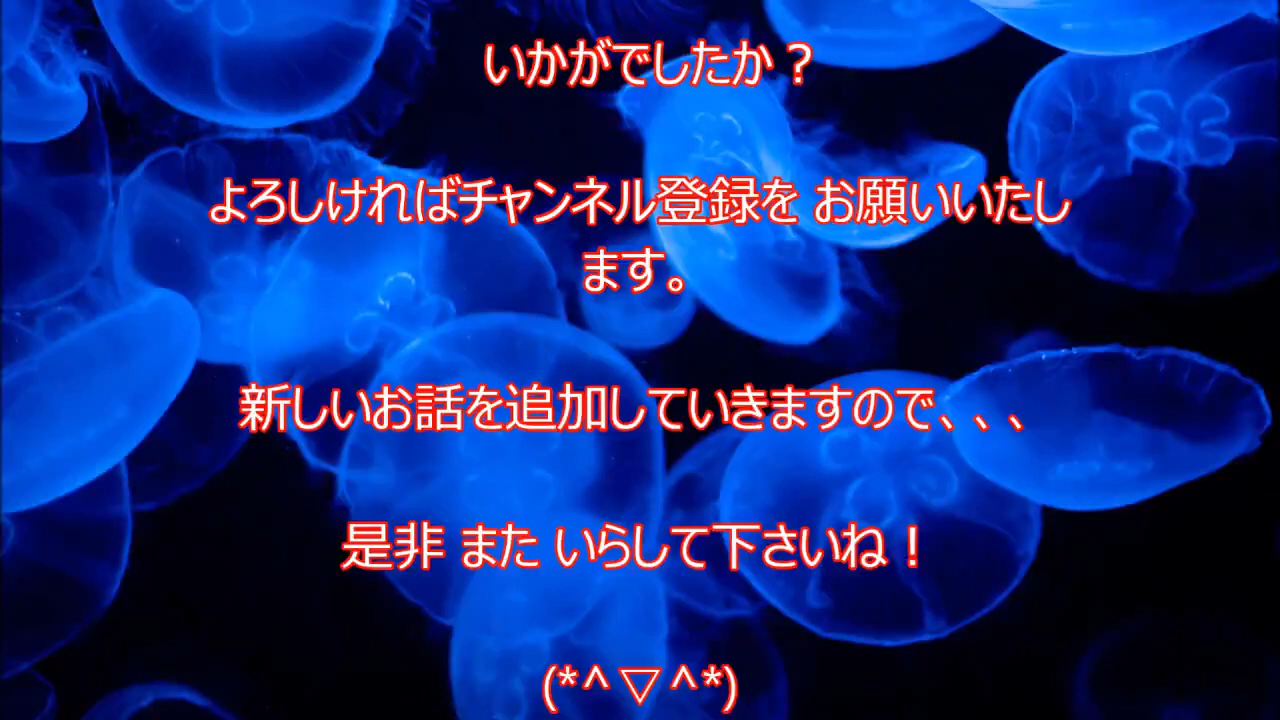 いかがでしたか？
よろしければチャンネル登録を お願いいたし
ます。
新しいお話を追加していきますので、、、
是非 また いらして下さいね！
(*^▽^*)